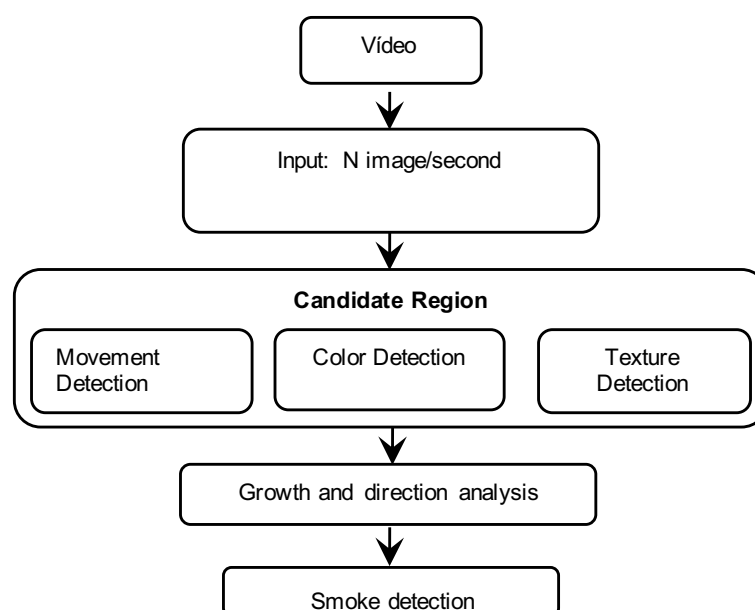 Vídeo
Input: N image/second
Candidate Region
Movement
Detection
Color Detection
Texture
Detection
Growth and direction analysis
Smoke detection